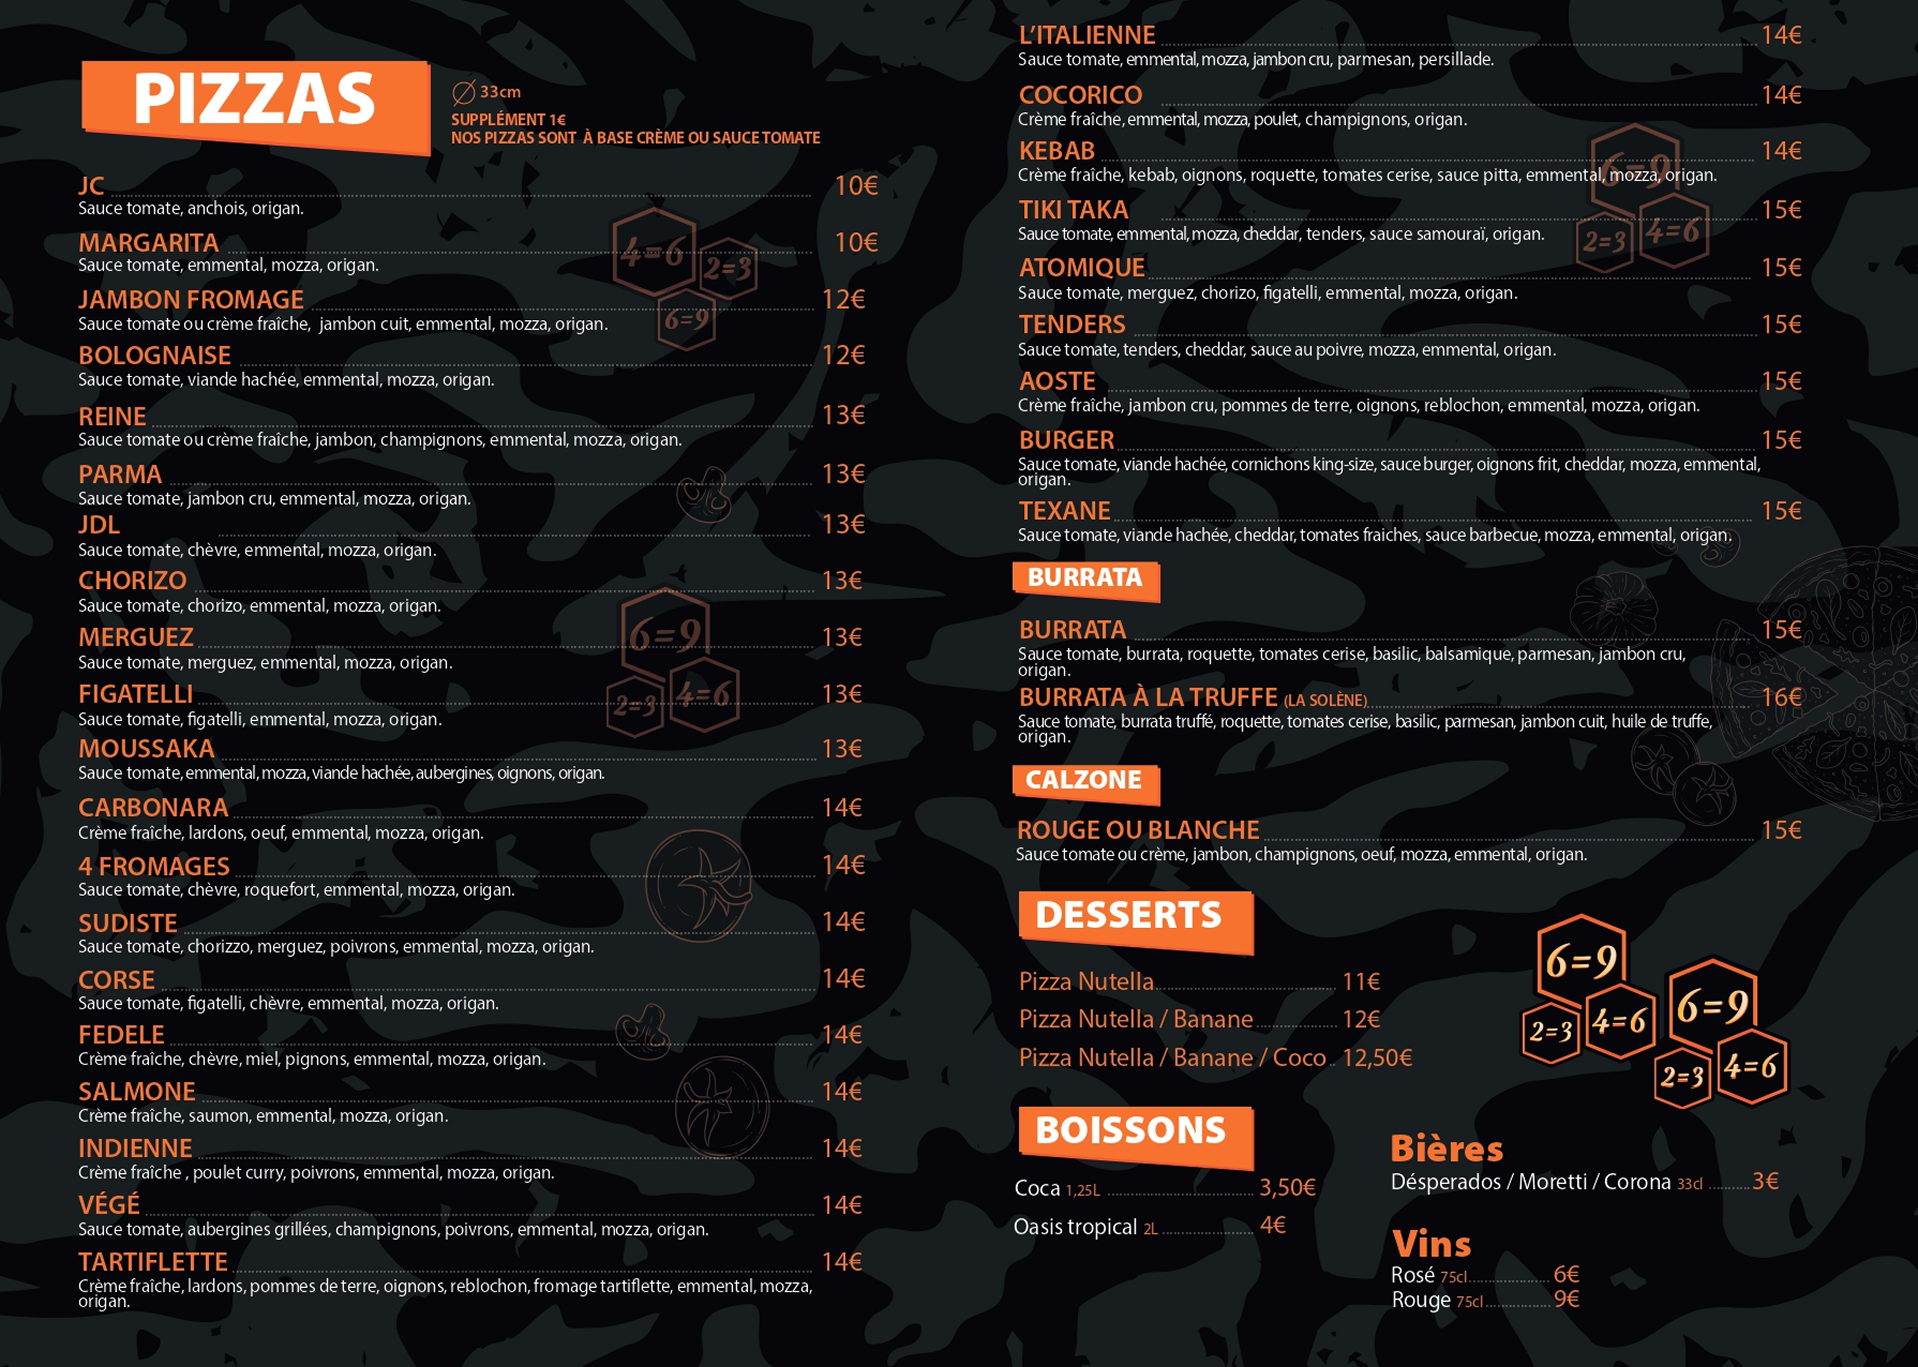 PIZZAS
33cm
SUPPLÉMENT 1€
NOS PIZZAS SONT À BASE CRÈME OU SAUCE TOMATE
JC 10€
Sauce tomate, anchois, origan.
MARGARITA 10€
Sauce tomate, emmental, mozza, origan.
JAMBON FROMAGE 12€
Sauce tomate ou crème fraîche, jambon cuit, emmental, mozza, origan.
BOLOGNAISE 12€
Sauce tomate, viande hachée, emmental, mozza, origan.
REINE 13€
Sauce tomate ou crème fraîche, jambon, champignons, emmental, mozza, origan.
PARMA 13€
Sauce tomate, jambon cru, emmental, mozza, origan.
JDL 13€
Sauce tomate, chèvre, emmental, mozza, origan.
CHORIZO 13€
Sauce tomate, chorizo, emmental, mozza, origan.
MERGUEZ 13€
Sauce tomate, merguez, emmental, mozza, origan.
FIGATELLI 13€
Sauce tomate, figatelli, emmental, mozza, origan.
MOUSSAKA 13€
Sauce tomate, emmental, mozza, viande hachée, aubergines, oignons, origan.
CARBONARA 14€
Crème fraîche, lardons, oeuf, emmental, mozza, origan.
4 FROMAGES 14€
Sauce tomate, chèvre, roquefort, emmental, mozza, origan.
SUDISTE 14€
Sauce tomate, chorizzo, merguez, poivrons, emmental, mozza, origan.
CORSE 14€
Sauce tomate, figatelli, chèvre, emmental, mozza, origan.
FEDELE 14€
Crème fraîche, chèvre, miel, pignons, emmental, mozza, origan.
SALMONE 14€
Crème fraîche, saumon, emmental, mozza, origan.
INDIENNE 14€
Crème fraîche , poulet curry, poivrons, emmental, mozza, origan.
VÉGÉ 14€
Sauce tomate, aubergines grillées, champignons, poivrons, emmental, mozza, origan.
TARTIFLETTE 14€
Crème fraîche, lardons, pommes de terre, oignons, reblochon, fromage tartiflette, emmental, mozza,
origan.
4=6
2=3
6=9
6=9
2=3
4=6
L'ITALIENNE 14€
Sauce tomate, emmental, mozza, jambon cru, parmesan, persillade.
COCORICO 14€
Crème fraîche, emmental, mozza, poulet, champignons, origan.
KEBAB 14€
Crème fraîche, kebab, oignons, roquette, tomates cerise, sauce pitta, emmental, mozza, origan.
TIKI TAKA 15€
Sauce tomate, emmental, mozza, cheddar, tenders, sauce samouraï, origan.
ATOMIQUE 15€
Sauce tomate, merguez, chorizo, figatelli, emmental, mozza, origan.
TENDERS 15€
Sauce tomate, tenders, cheddar, sauce au poivre, mozza, emmental, origan.
AOSTE 15€
Crème fraîche, jambon cru, pommes de terre, oignons, reblochon, emmental, mozza, origan.
BURGER 15€
Sauce tomate, viande hachée, cornichons king-size, sauce burger, oignons frit, cheddar, mozza, emmental,
origan.
TEXANE 15€
Sauce tomate, viande hachée, cheddar, tomates fraiches, sauce barbecue, mozza, emmental, origan.
6=9
2=3
4=6
BURRATA
BURRATA 15€
Sauce tomate, burrata, roquette, tomates cerise, basilic, balsamique, parmesan, jambon cru,
origan.
BURRATA À LA TRUFFE (LA SOLÈNE) 16€
Sauce tomate, burrata truffé, roquette, tomates cerise, basilic, parmesan, jambon cuit, huile de truffe,
origan.
CALZONE
ROUGE OU BLANCHE 15€
Sauce tomate ou crème, jambon, champignons, oeuf, mozza, emmental, origan.
DESSERTS
Pizza Nutella 11€
Pizza Nutella / Banane 12€
Pizza Nutella / Banane / Coco 12,50€
6=9
2=3
4=6
6=9
2=3
4=6
BOISSONS
Coca 1,25L 3,50€
Oasis tropical 2L 4€
Bières
Désperados / Moretti / Corona 33cl 3€
Vins
Rosé 75cl 6€
Rouge 75cl 9€